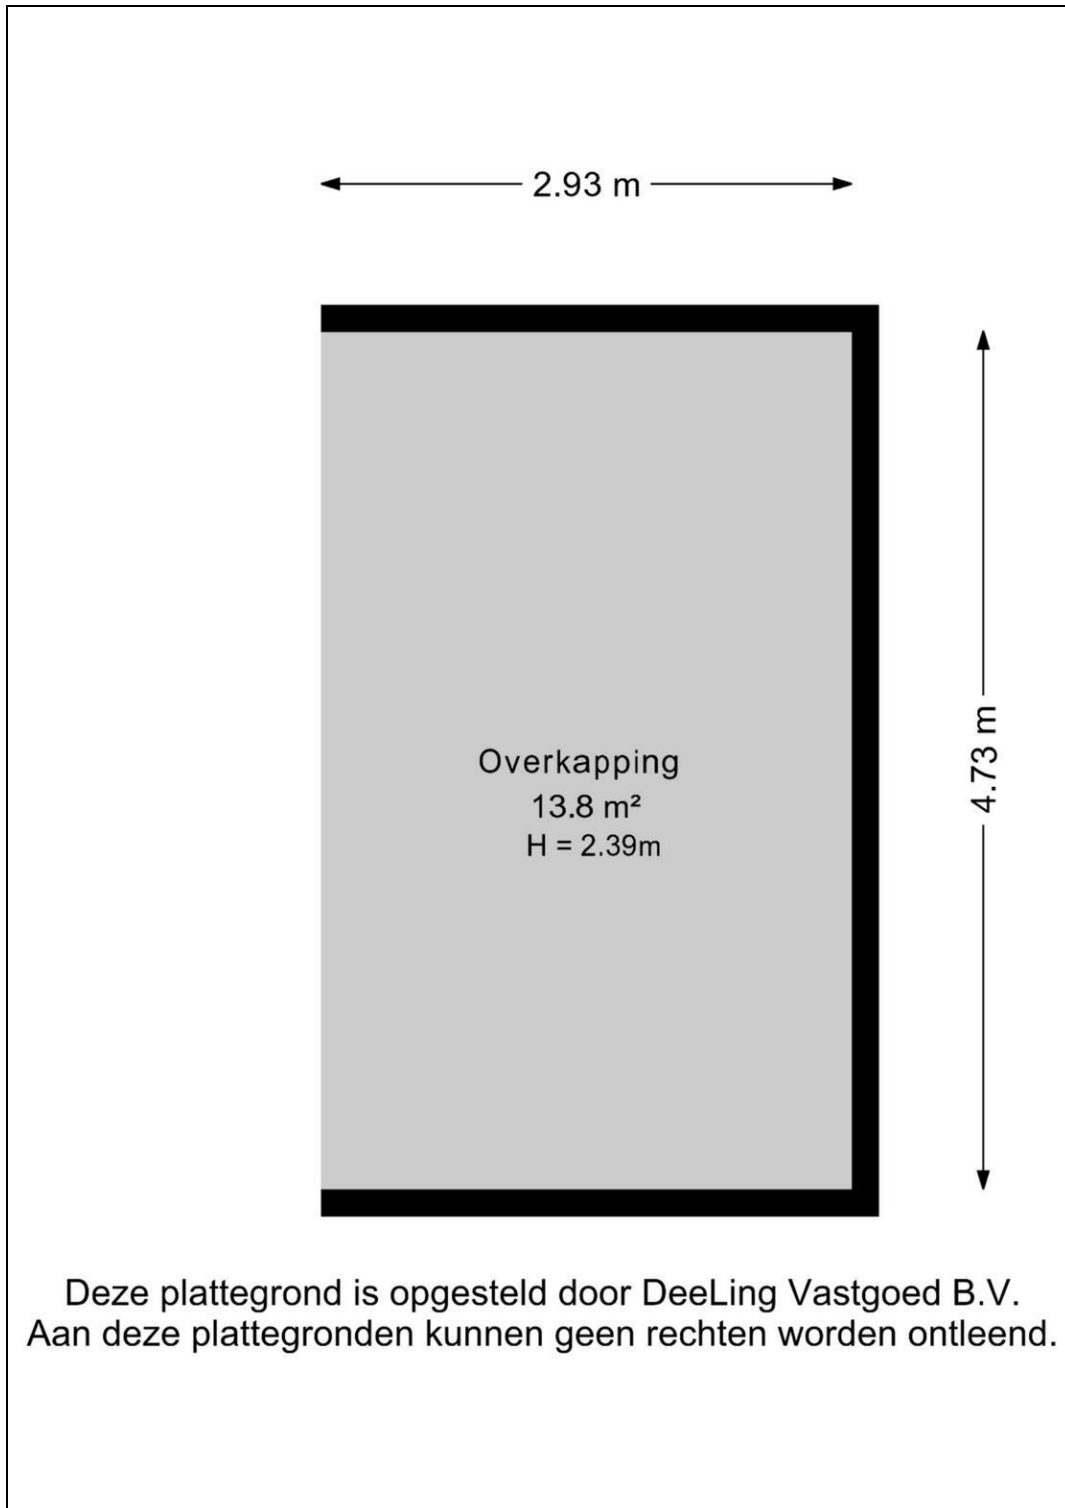 2.93 m
4.73 m
Overkapping
13.8 m²
H = 2.39m
Deze plattegrond is opgesteld door DeeLing Vastgoed B.V.
Aan deze plattegronden kunnen geen rechten worden ontleend.